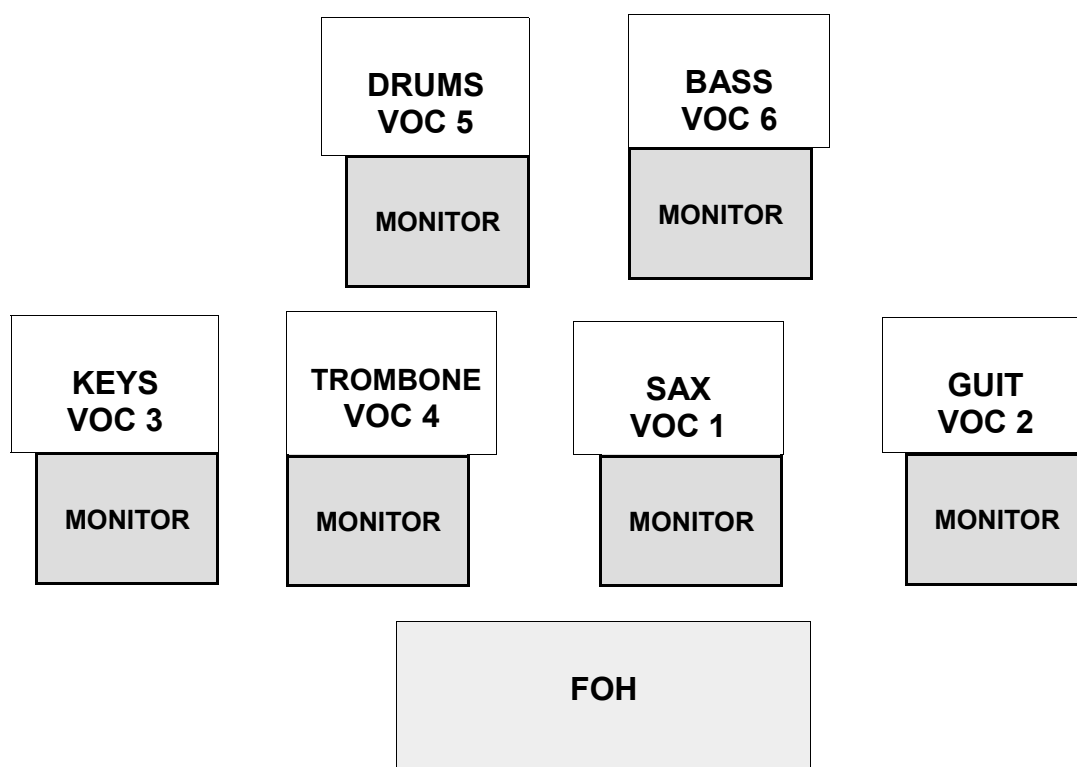 DRUMS
VOC 5
BASS
VOC 6
MONITOR
MONITOR
KEYS
VOC 3
TROMBONE
VOC 4
SAX
VOC 1
GUIT
VOC 2
MONITOR
MONITOR
MONITOR
MONITOR
FOH